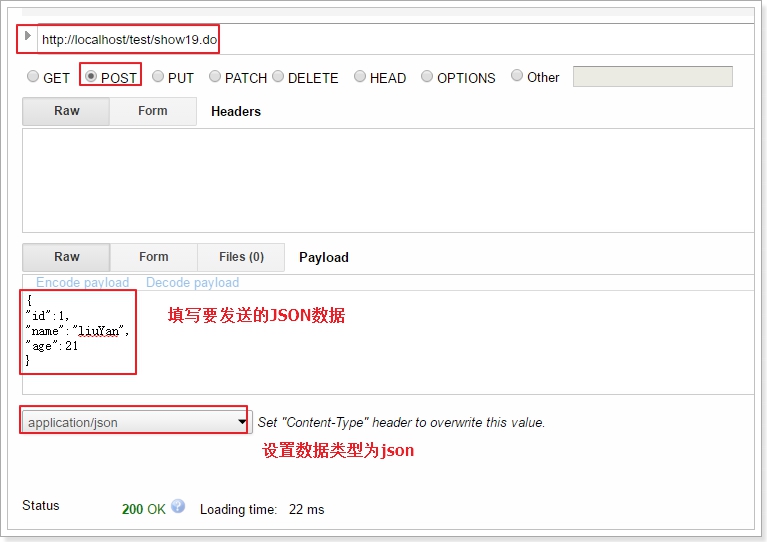 http://localhost/test/show19.do
GET POST PUT PATCH DELETE HEAD OPTIONS Other
Raw Form Headers
Raw Form Files (0) Payload
Encode payload Decode payload
{
"id":1,
"name":"liuYan",
"age":21
}
填写要发送的JSON数据
application/json Set "Content-Type" header to overwrite this value.
设置数据类型为json
Status 200 OK ? Loading time: 22 ms